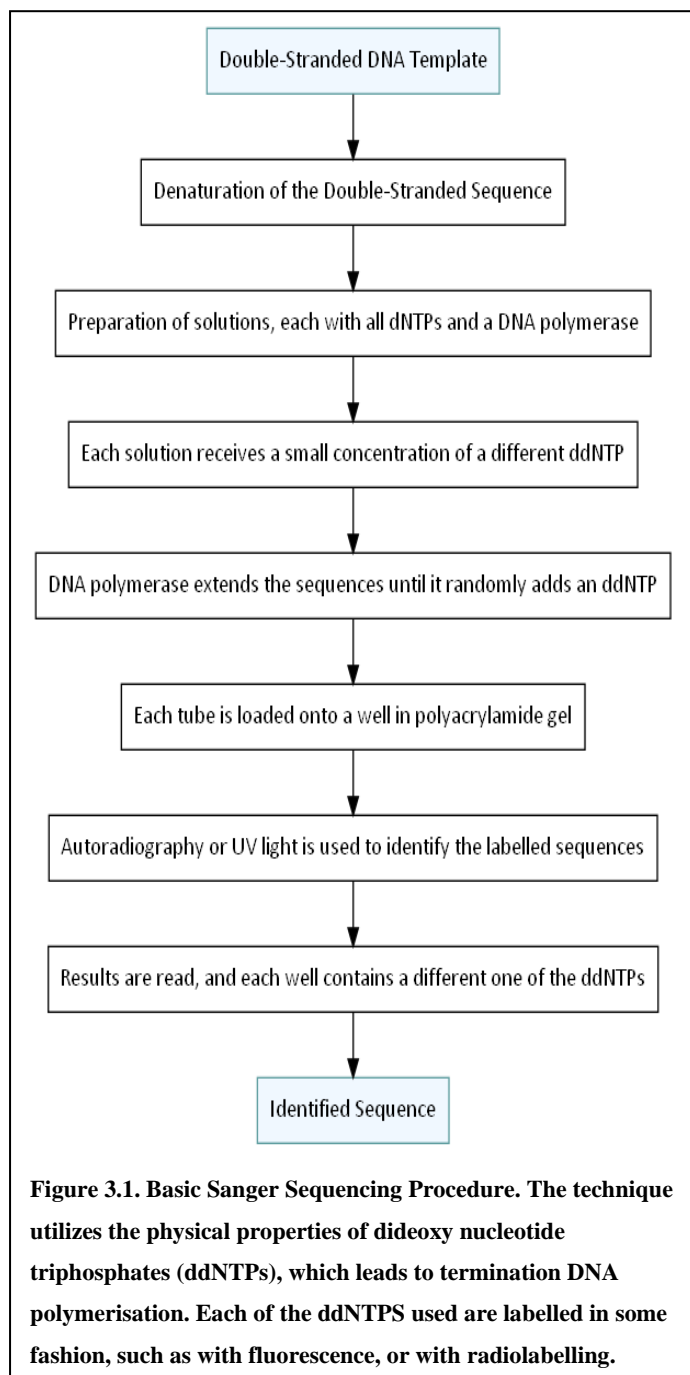 Double-Stranded DNA Template
Denaturation of the Double-Stranded Sequence
Preparation of solutions, each with all dNTPs and a DNA polymerase
Each solution receives a small concentration of a different ddNTP
DNA polymerase extends the sequences until it randomly adds an ddNTP
Each tube is loaded onto a well in polyacrylamide gel
Autoradiography or UV light is used to identify the labelled sequences
Results are read, and each well contains a different one of the ddNTPs
Identified Sequence
Figure 3.1. Basic Sanger Sequencing Procedure. The technique
utilizes the physical properties of dideoxy nucleotide
triphosphates (ddNTPs), which leads to termination DNA
polymerisation. Each of the ddNTPS used are labelled in some
fashion, such as with fluorescence, or with radiolabelling.